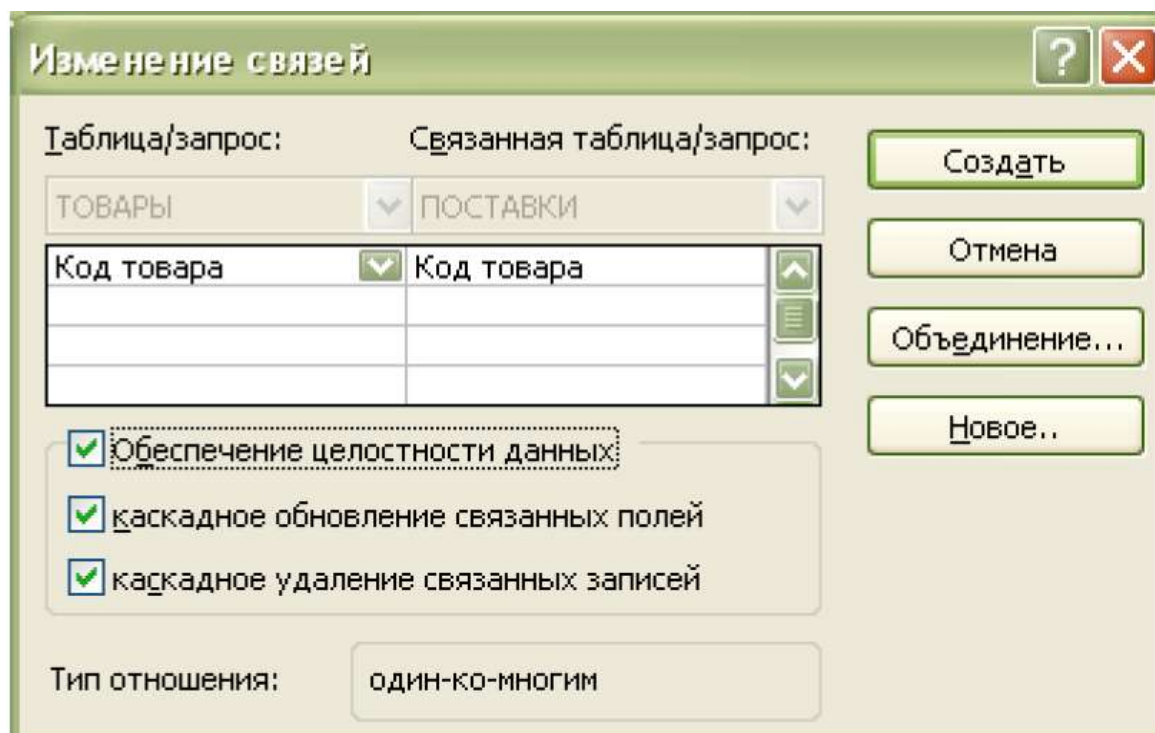 Изменение связей
Таблица/запрос: Связанная таблица/запрос:
ТОВАРЫ ПОСТАВКИ
Код товара Код товара
Обеспечение целостности данных
каскадное обновление связанных полей
каскадное удаление связанных записей
Тип отношения: один-ко-многим
Создать
Отмена
Объединение...
Новое..